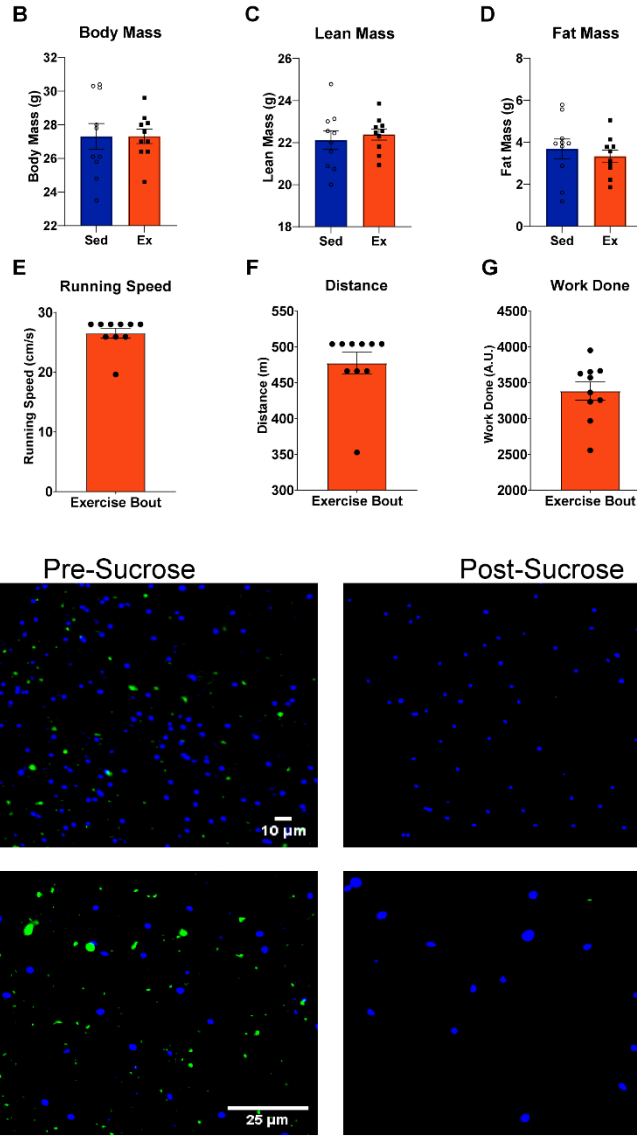 B
Body Mass
32
30
28
26
24
22
Body Mass (g)
Sed
Ex
C
Lean Mass
26
24
22
20
18
Lean Mass (g)
Sed
Ex
D
Fat Mass
8
6
4
2
0
Fat Mass (g)
Sed
Ex
E
Running Speed
30
20
10
0
Running Speed (cm/s)
Exercise Bout
F
Distance
550
500
450
400
350
300
Distance (m)
Exercise Bout
G
Work Done
4500
4000
3500
3000
2500
2000
Work Done (A.U.)
Exercise Bout
Pre-Sucrose
Post-Sucrose
10 µm
25 µm